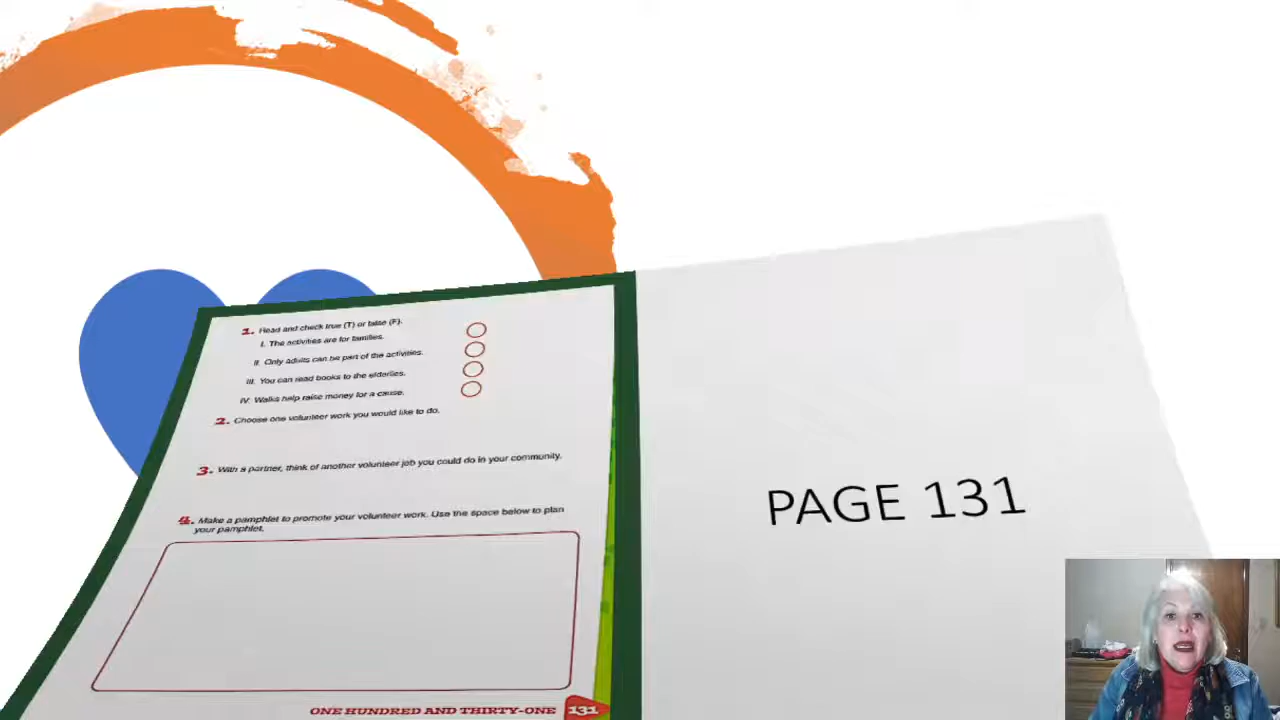 1. Read and check true (T) or false (F).
I. The activities are for families.
II. Only adults can be part of the activities.
III. You can read books to the elderlies.
IV. Walks help raise money for a cause.
2. Choose one volunteer work you would like to do.
3. With a partner, think of another volunteer job you could do in your community.
4. Make a pamphlet to promote your volunteer work. Use the space below to plan
your pamphlet.
ONE HUNDRED AND THIRTY-ONE 131
PAGE 131